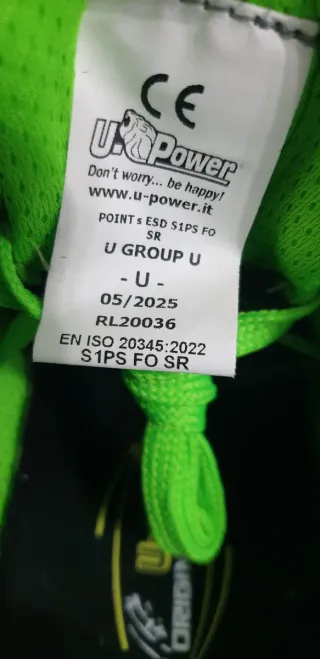 CE
U-Power
Don't worry... be happy!
www.u-power.it
POINT s ESD S1PS FO
SR
U GROUP U
- U -
05/2025
RL20036
EN ISO 20345:2022
S1PS FO SR
U